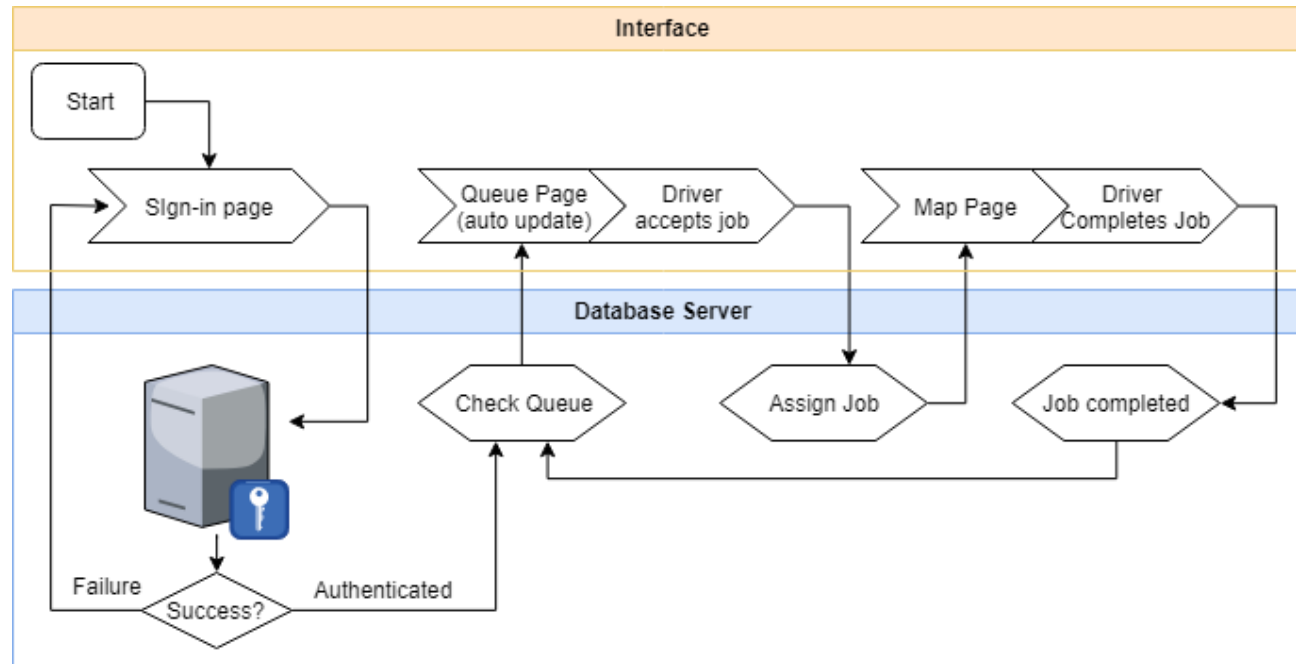 Interface
Start
SIgn-in page
Queue Page
(auto update)
Driver
accepts job
Map Page
Driver
Completes Job
Database Server
Check Queue
Assign Job
Job completed
Failure
Success?
Authenticated